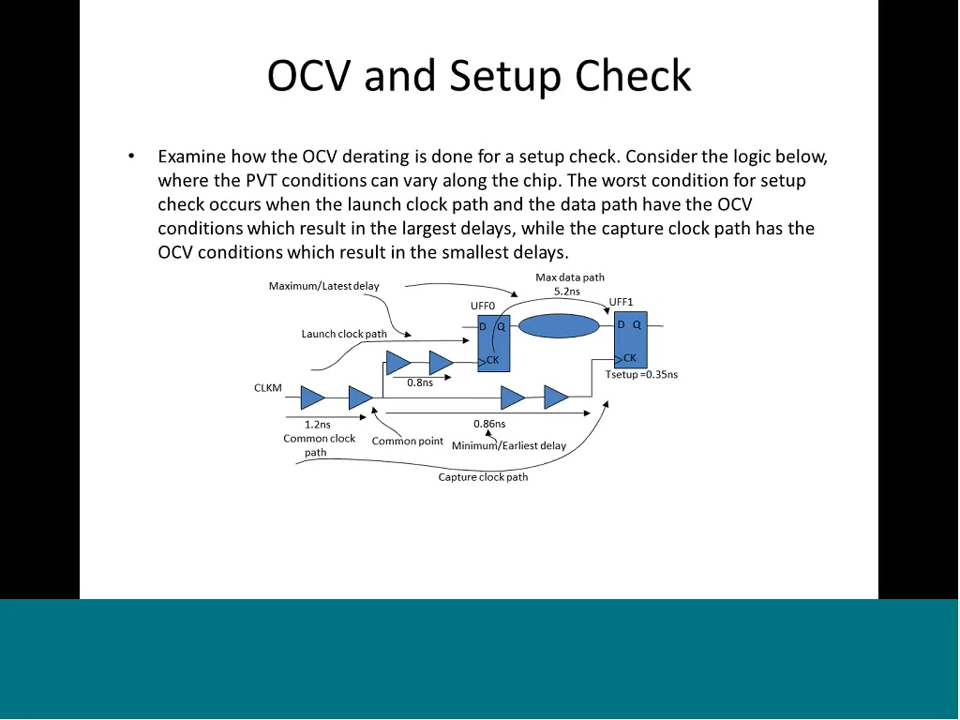 OCV and Setup Check
• Examine how the OCV derating is done for a setup check. Consider the logic below,
where the PVT conditions can vary along the chip. The worst condition for setup
check occurs when the launch clock path and the data path have the OCV
conditions which result in the largest delays, while the capture clock path has the
OCV conditions which result in the smallest delays.
Max data path
5.2ns
Maximum/Latest delay
UFF0
UFF1
D Q
D Q
Launch clock path
CK
CK
0.8ns
Tsetup =0.35ns
CLKM
1.2ns
Common clock
path
Common point
0.86ns
Minimum/Earliest delay
Capture clock path